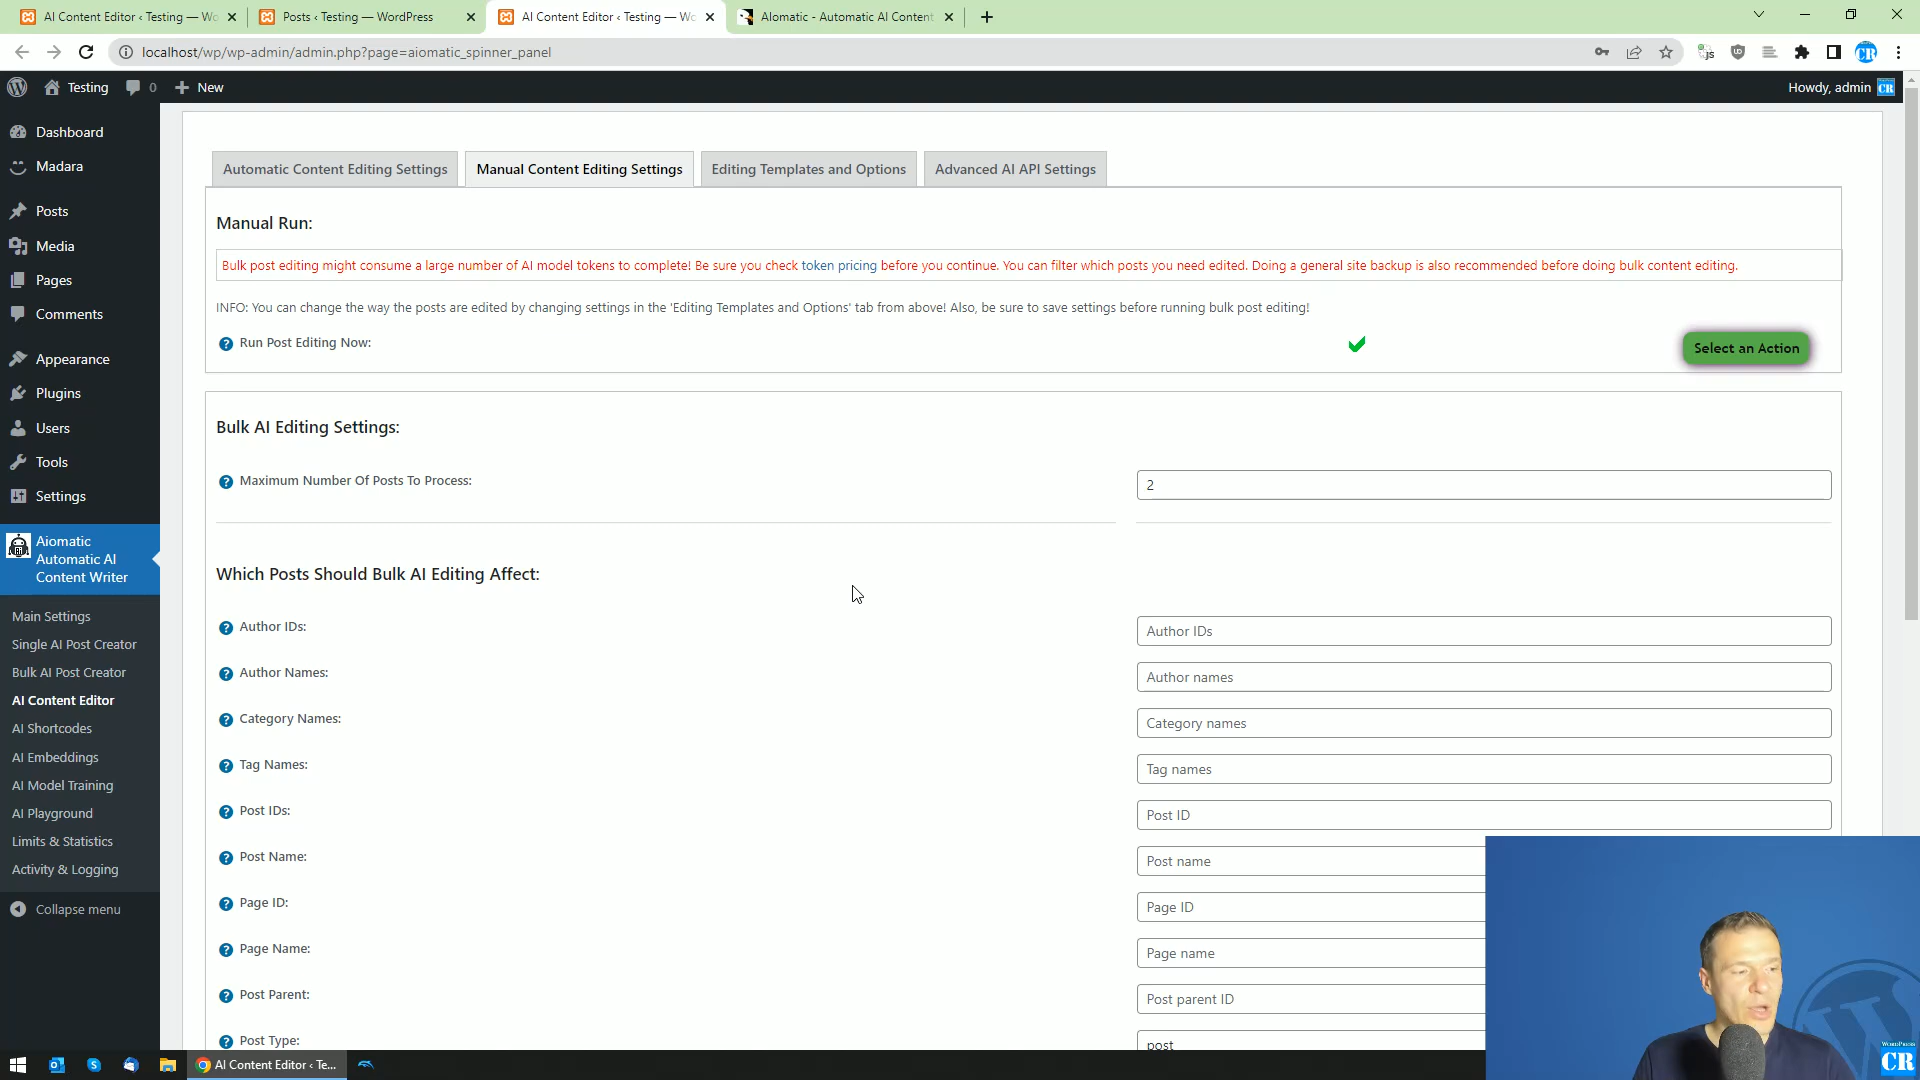 AI Content Editor ‹ Testing — Wo
Posts ‹ Testing — WordPress
AI Content Editor ‹ Testing — Wo
AIomatic - Automatic AI Content
localhost/wp/wp-admin/admin.php?page=aiomatic_spinner_panel
Testing
0
New
Howdy, admin
CR
Dashboard
Madara
Posts
Media
Pages
Comments
Appearance
Plugins
Users
Tools
Settings
Aiomatic
Automatic AI
Content Writer
Main Settings
Single AI Post Creator
Bulk AI Post Creator
AI Content Editor
AI Shortcodes
AI Embeddings
AI Model Training
AI Playground
Limits & Statistics
Activity & Logging
Collapse menu
Automatic Content Editing Settings
Manual Content Editing Settings
Editing Templates and Options
Advanced AI API Settings
Manual Run:
Bulk post editing might consume a large number of AI model tokens to complete! Be sure you check token pricing before you continue. You can filter which posts you need edited. Doing a general site backup is also recommended before doing bulk content editing.
INFO: You can change the way the posts are edited by changing settings in the 'Editing Templates and Options' tab from above! Also, be sure to save settings before running bulk post editing!
Run Post Editing Now:
Select an Action
Bulk AI Editing Settings:
Maximum Number Of Posts To Process:
2
Which Posts Should Bulk AI Editing Affect:
Author IDs:
Author IDs
Author Names:
Author names
Category Names:
Category names
Tag Names:
Tag names
Post IDs:
Post ID
Post Name:
Post name
Page ID:
Page ID
Page Name:
Page name
Post Parent:
Post parent ID
Post Type:
post
AI Content Editor ‹ Te...
WORDPRESS
CR